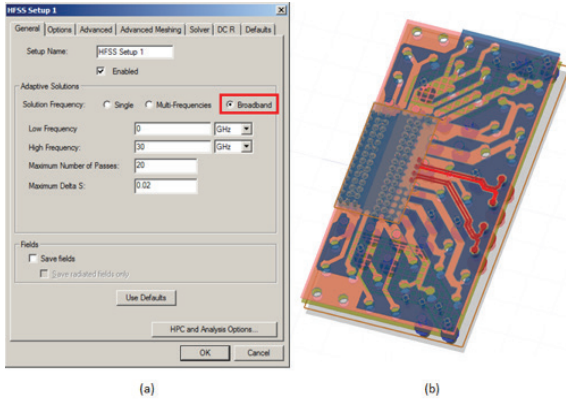 HFSS Setup 1
General Options Advanced Advanced Meshing Solver DC R Defaults
Setup Name: HFSS Setup 1
Enabled
Adaptive Solutions
Solution Frequency: Single Multi-Frequencies Broadband
Low Frequency 0 GHz
High Frequency: 30 GHz
Maximum Number of Passes: 20
Maximum Delta S: 0.02
Fields
Save fields
Save radiated fields only
Use Defaults
HPC and Analysis Options...
OK Cancel
(a) (b)